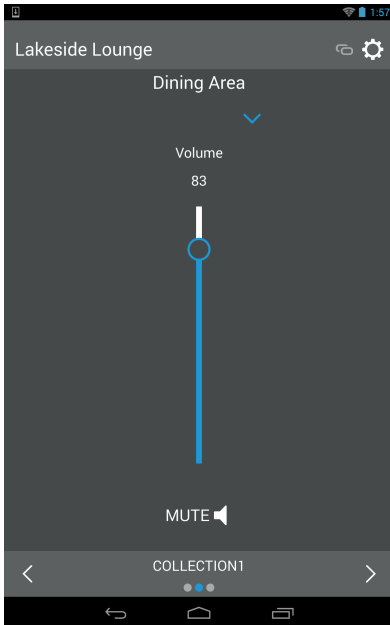 1:57
Lakeside Lounge
Dining Area
Volume
83
MUTE
COLLECTION1